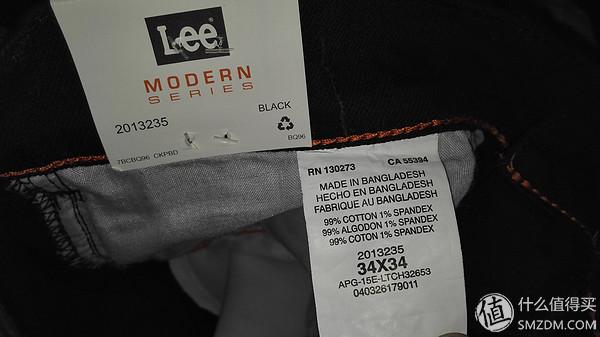 Lee
MODERN
SERIES
2013235
BLACK
7BCBQ96 CKPBD
BQ96
RN 130273 CA 55394
MADE IN BANGLADESH
HECHO EN BANGLADESH
FABRIQUE AU BANGLADESH
99% COTTON 1% SPANDEX
99% ALGODON 1% SPANDEX
99% COTON 1% SPANDEX
2013235
34X34
APG-15E-LTCH32653
040326179011
值 什么值得买
SMZDM.COM